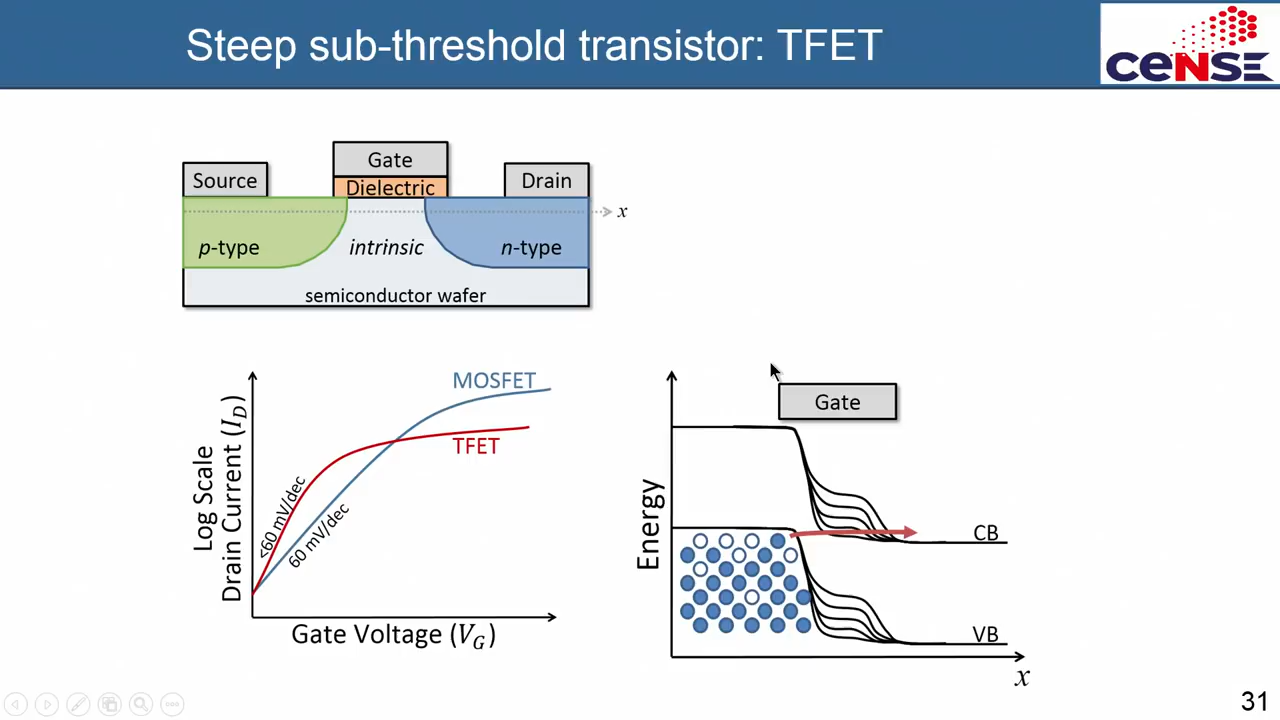 Steep sub-threshold transistor: TFET
ceNSE
Gate
Source
Dielectric
Drain
x
p-type
intrinsic
n-type
semiconductor wafer
MOSFET
TFET
<60 mV/dec
60 mV/dec
Log Scale
Drain Current (I_D)
Gate Voltage (V_G)
Gate
Energy
CB
VB
x
31